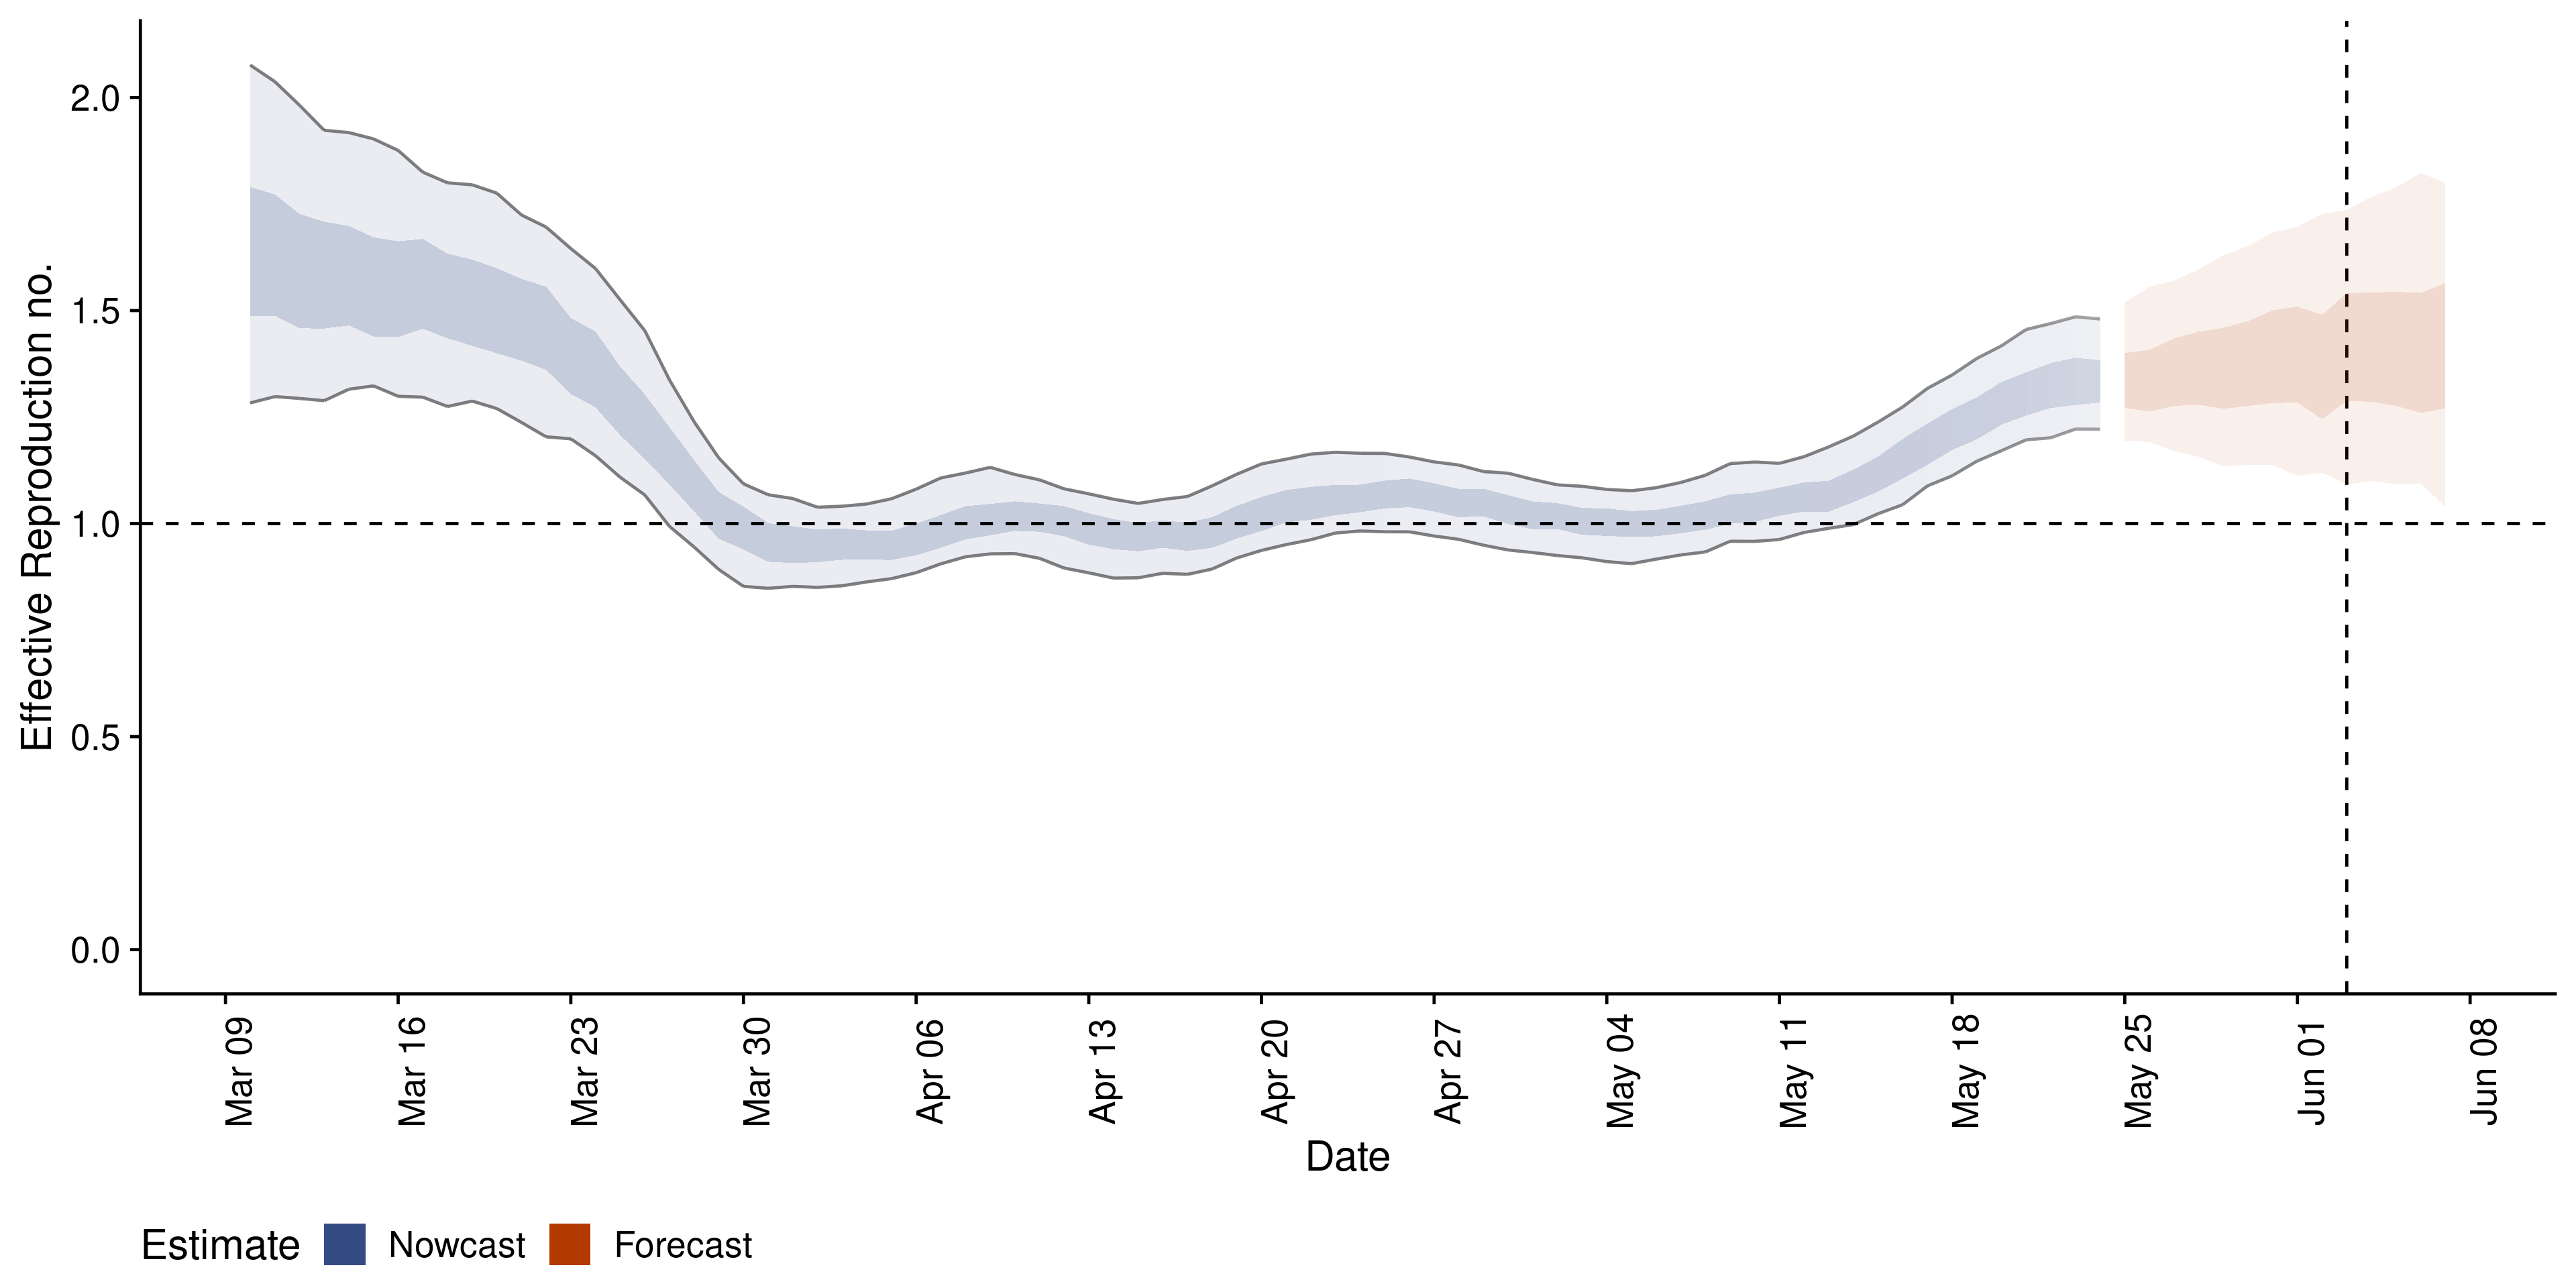 Effective Reproduction no.
2.0
1.5
1.0
0.5
0.0
Mar 09
Mar 16
Mar 23
Mar 30
Apr 06
Apr 13
Apr 20
Apr 27
May 04
May 11
May 18
May 25
Jun 01
Jun 08
Date
Estimate Nowcast Forecast